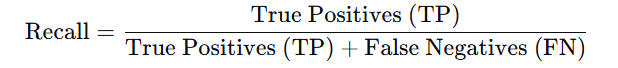 Recall = True Positives (TP) / True Positives (TP) + False Negatives (FN)